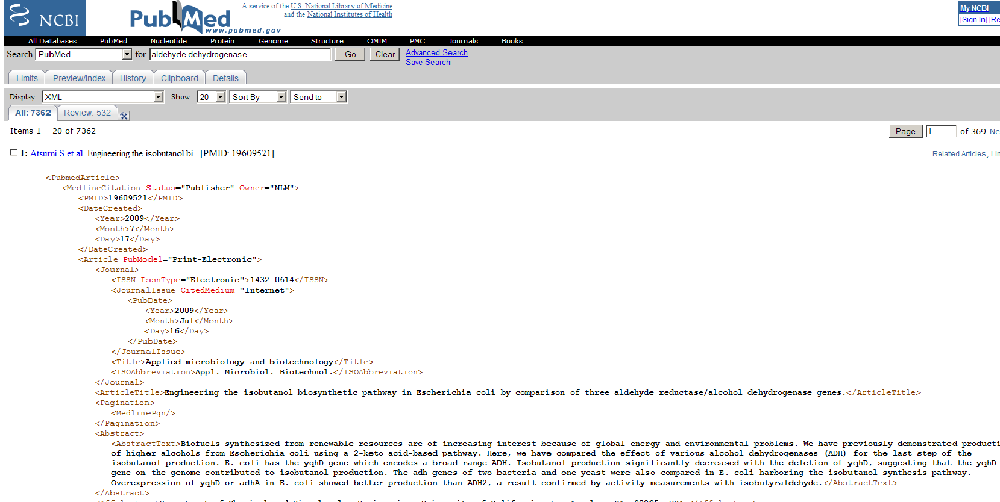 NCBI
PubMed
www.pubmed.gov
A service of the U.S. National Library of Medicine
and the National Institutes of Health
My NCBI
[Sign In] [Re
All Databases PubMed Nucleotide Protein Genome Structure OMIM PMC Journals Books
Search PubMed for aldehyde dehydrogenase Go Clear Advanced Search
Save Search
Limits Preview/Index History Clipboard Details
Display XML Show 20 Sort By Send to
All: 7362 Review: 532
Items 1 - 20 of 7362 Page 1 of 369 Ne
1: Atsumi S et al. Engineering the isobutanol bi...[PMID: 19609521] Related Articles, Lin
<PubmedArticle>
<MedlineCitation Status="Publisher" Owner="NLM">
<PMID>19609521</PMID>
<DateCreated>
<Year>2009</Year>
<Month>7</Month>
<Day>17</Day>
</DateCreated>
<Article PubModel="Print-Electronic">
<Journal>
<ISSN IssnType="Electronic">1432-0614</ISSN>
<JournalIssue CitedMedium="Internet">
<PubDate>
<Year>2009</Year>
<Month>Jul</Month>
<Day>16</Day>
</PubDate>
</JournalIssue>
<Title>Applied microbiology and biotechnology</Title>
<ISOAbbreviation>Appl. Microbiol. Biotechnol.</ISOAbbreviation>
</Journal>
<ArticleTitle>Engineering the isobutanol biosynthetic pathway in Escherichia coli by comparison of three aldehyde reductase/alcohol dehydrogenase genes.</ArticleTitle>
<Pagination>
<MedlinePgn/>
</Pagination>
<Abstract>
<AbstractText>Biofuels synthesized from renewable resources are of increasing interest because of global energy and environmental problems. We have previously demonstrated producti
of higher alcohols from Escherichia coli using a 2-keto acid-based pathway. Here, we have compared the effect of various alcohol dehydrogenases (ADH) for the last step of the
isobutanol production. E. coli has the yqhD gene which encodes a broad-range ADH. Isobutanol production significantly decreased with the deletion of yqhD, suggesting that the yqhD
gene on the genome contributed to isobutanol production. The adh genes of two bacteria and one yeast were also compared in E. coli harboring the isobutanol synthesis pathway.
Overexpression of yqhD or adhA in E. coli showed better production than ADH2, a result confirmed by activity measurements with isobutyraldehyde.</AbstractText>
</Abstract>